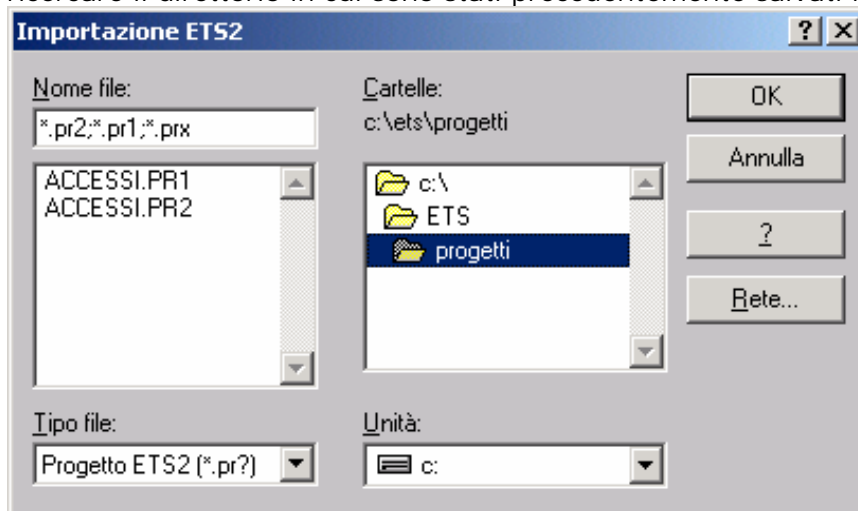 Importazione ETS2
Nome file:
*.pr2;*.pr1;*.prx
ACCESSI.PR1
ACCESSI.PR2
Tipo file:
Progetto ETS2 (*.pr?)
Cartelle:
c:\ets\progetti
c:\
ETS
progetti
Unità:
c:
OK
Annulla
?
Rete...